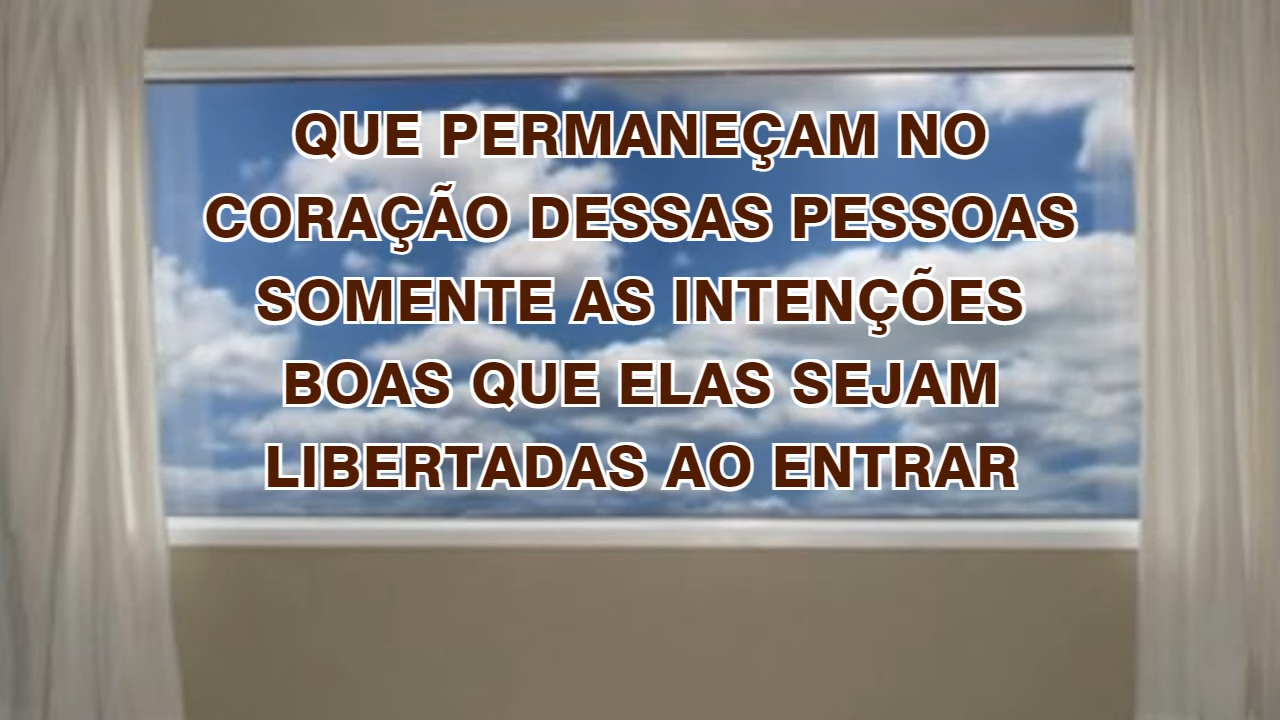 QUE PERMANEÇAM NO
CORAÇÃO DESSAS PESSOAS
SOMENTE AS INTENÇÕES
BOAS QUE ELAS SEJAM
LIBERTADAS AO ENTRAR